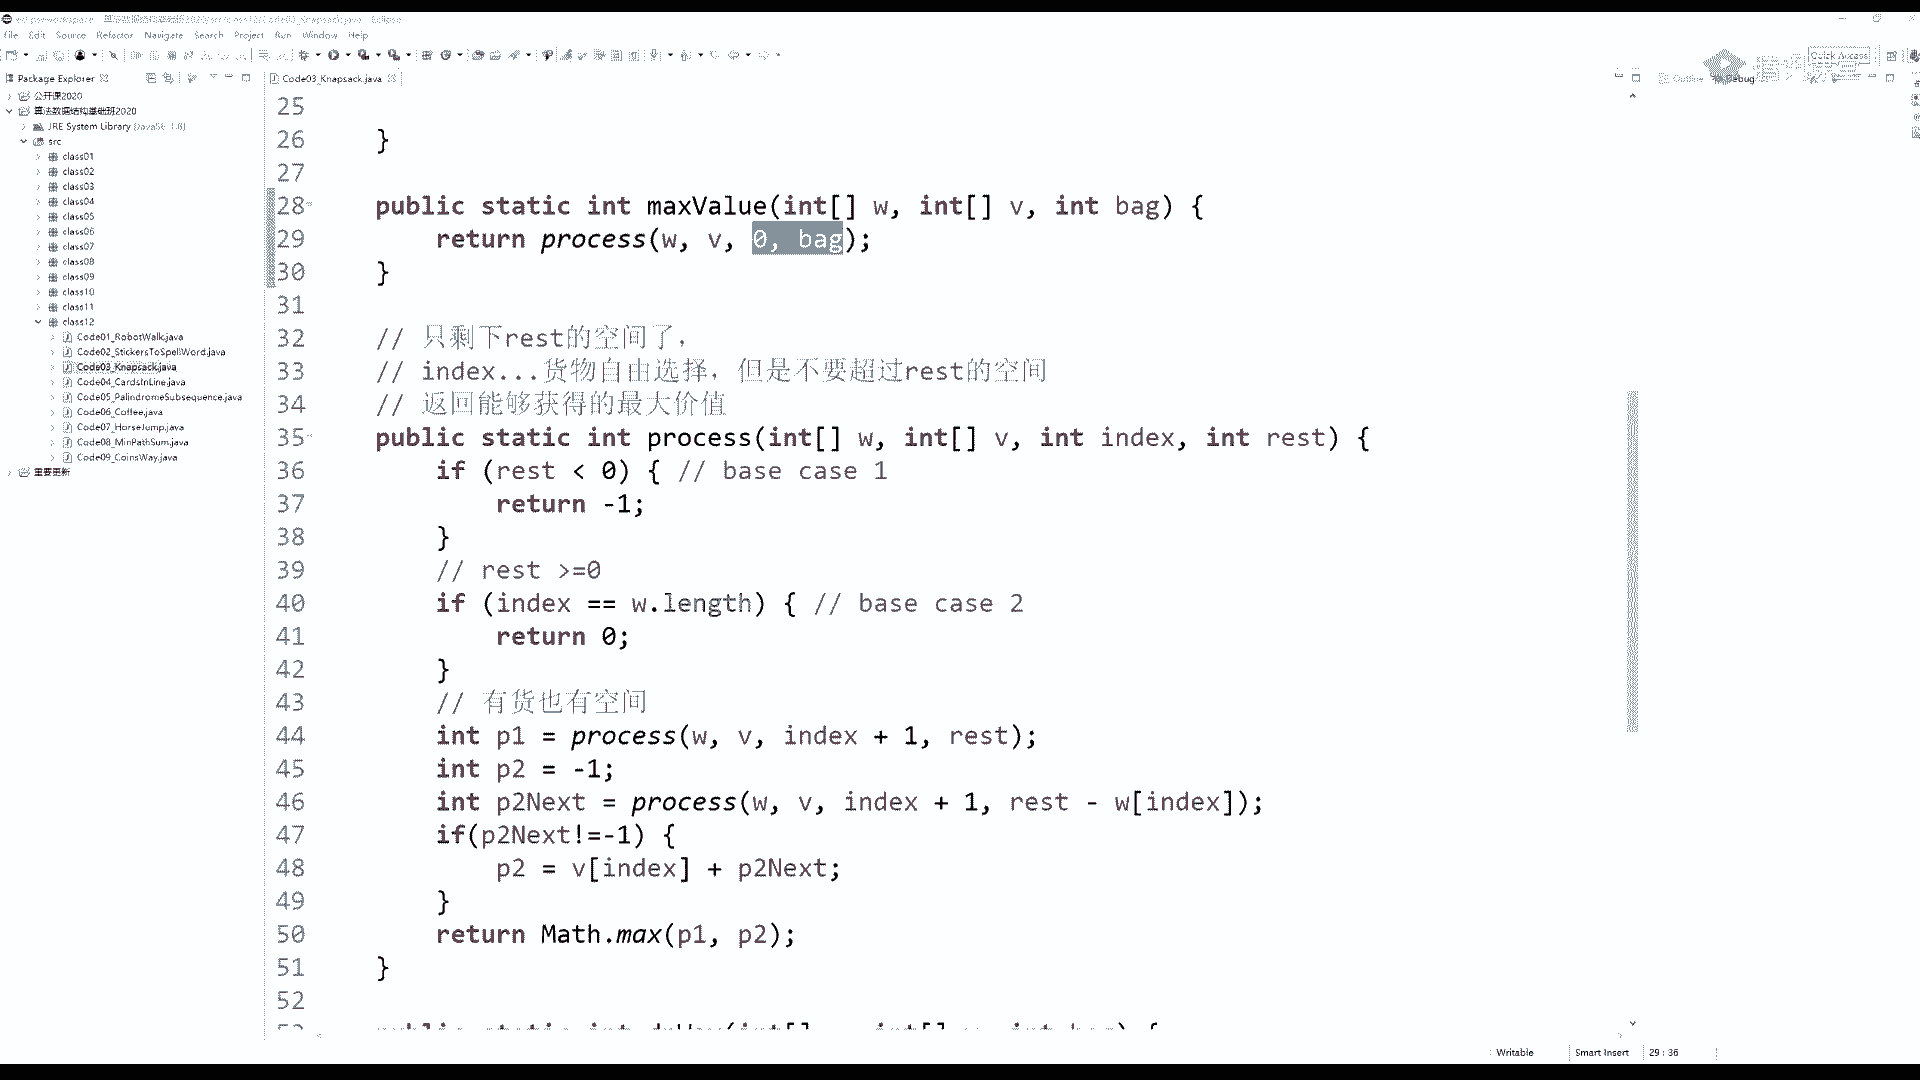 File Edit Source Refactor Navigate Search Project Run Window Help
Quick Access
Package Explorer
Code03_Knapsack.java
Outline
Debug
公开课2020
算法数据结构基础班2020
JRE System Library [JavaSE-1.8]
src
class01
class02
class03
class04
class05
class06
class07
class08
class09
class10
class11
class12
Code01_RobotWalk.java
Code02_StickersToSpellWord.java
Code03_Knapsack.java
Code04_CardsInLine.java
Code05_PalindromeSubsequence.java
Code06_Coffee.java
Code07_HorseJump.java
Code08_MinPathSum.java
Code09_CoinsWay.java
重要更新
25
26 }
27
28 public static int maxValue(int[] w, int[] v, int bag) {
29 return process(w, v, 0, bag);
30 }
31
32 // 只剩下rest的空间了，
33 // index...货物自由选择，但是不要超过rest的空间
34 // 返回能够获得的最大价值
35 public static int process(int[] w, int[] v, int index, int rest) {
36 if (rest < 0) { // base case 1
37 return -1;
38 }
39 // rest >=0
40 if (index == w.length) { // base case 2
41 return 0;
42 }
43 // 有货也有空间
44 int p1 = process(w, v, index + 1, rest);
45 int p2 = -1;
46 int p2Next = process(w, v, index + 1, rest - w[index]);
47 if(p2Next!=-1) {
48 p2 = v[index] + p2Next;
49 }
50 return Math.max(p1, p2);
51 }
52
Writable Smart Insert 29 : 36